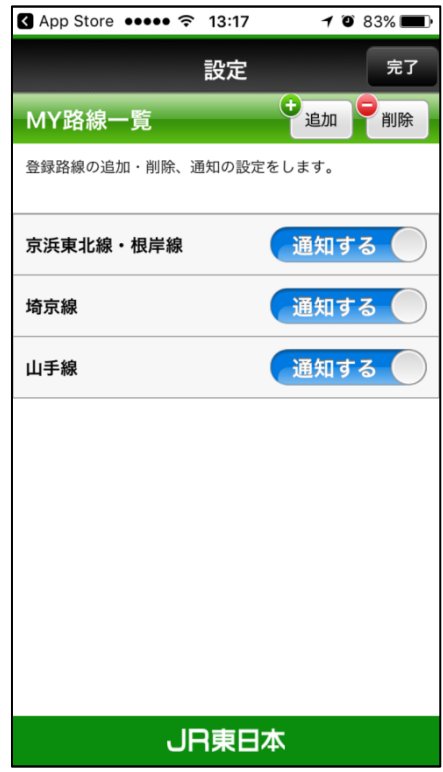 App Store 13:17 83%
設定 完了
MY路線一覧 追加 削除
登録路線の追加・削除、通知の設定をします。
京浜東北線・根岸線 通知する
埼京線 通知する
山手線 通知する
JR東日本